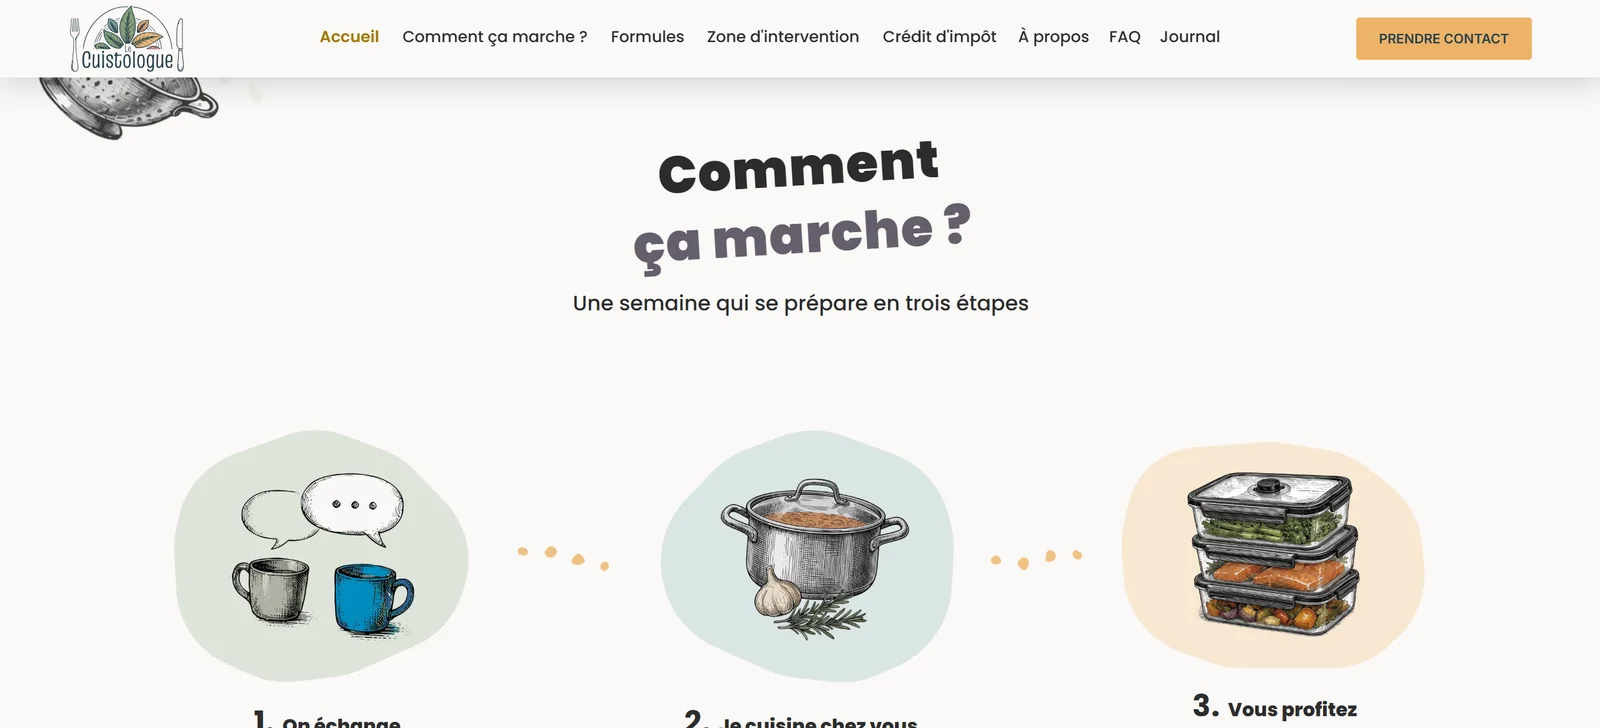 Le
Cuistologue
Accueil
Comment ça marche ?
Formules
Zone d'intervention
Crédit d'impôt
À propos
FAQ
Journal
PRENDRE CONTACT
Comment
ça marche ?
Une semaine qui se prépare en trois étapes
1. On échange
2. Je cuisine chez vous
3. Vous profitez